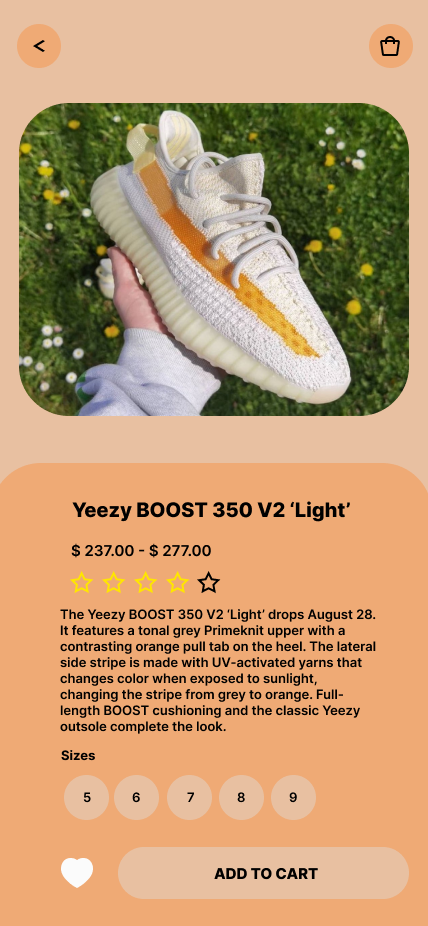 <
Yeezy BOOST 350 V2 ‘Light’
$ 237.00 - $ 277.00
The Yeezy BOOST 350 V2 ‘Light’ drops August 28.
It features a tonal grey Primeknit upper with a
contrasting orange pull tab on the heel. The lateral
side stripe is made with UV-activated yarns that
changes color when exposed to sunlight,
changing the stripe from grey to orange. Full-
length BOOST cushioning and the classic Yeezy
outsole complete the look.
Sizes
5 6 7 8 9
ADD TO CART